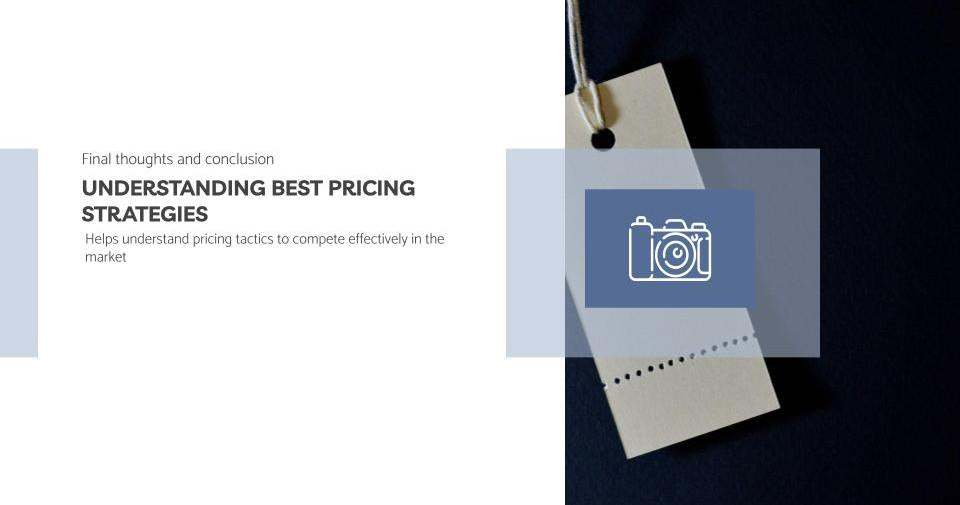 Final thoughts and conclusion
UNDERSTANDING BEST PRICING
STRATEGIES
Helps understand pricing tactics to compete effectively in the
market